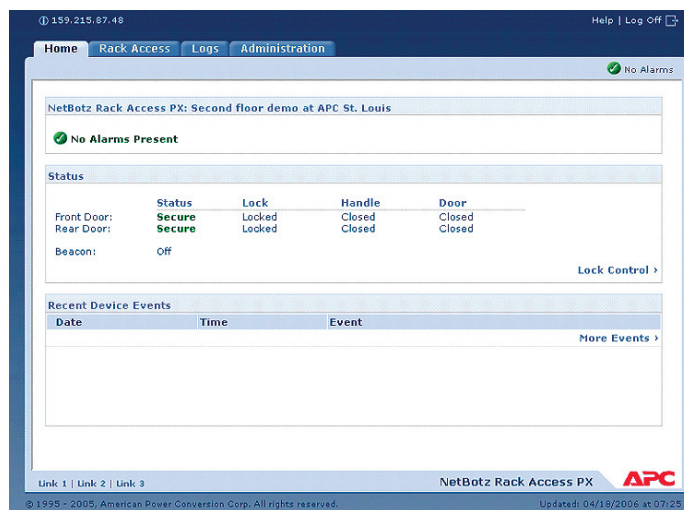 159.215.87.48 Help | Log Off
Home Rack Access Logs Administration
No Alarms
NetBotz Rack Access PX: Second floor demo at APC St. Louis
No Alarms Present
Status
Status Lock Handle Door
Front Door: Secure Locked Closed Closed
Rear Door: Secure Locked Closed Closed
Beacon: Off
Lock Control ›
Recent Device Events
Date Time Event
More Events ›
Link 1 | Link 2 | Link 3 NetBotz Rack Access PX APC
© 1995 - 2005, American Power Conversion Corp. All rights reserved. Updated: 04/18/2006 at 07:25